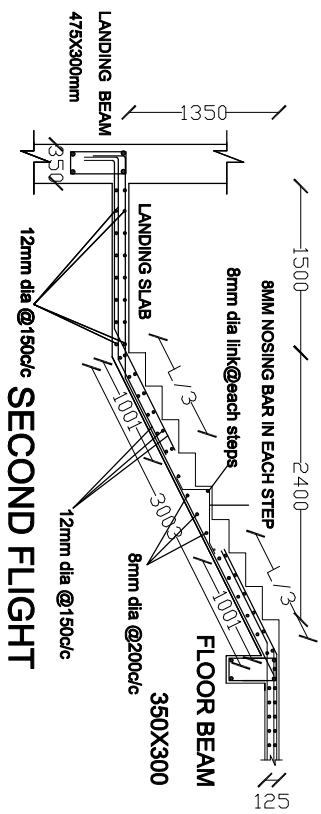 1500
2400
1350
8MM NOSING BAR IN EACH STEP
8mm dia link@each steps
L/3
L/3
LANDING BEAM
475X300mm
350
LANDING SLAB
12mm dia @150c/c
1001
3003
1001
12mm dia @150c/c
8mm dia @200c/c
FLOOR BEAM
350X300
125
SECOND FLIGHT